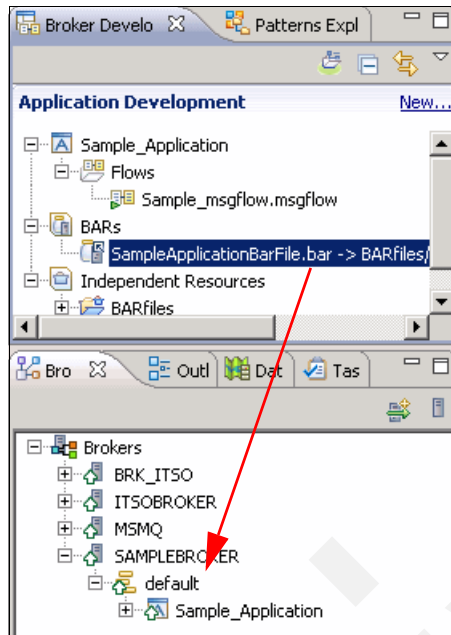 Broker Develo Patterns Expl
Application Development New...
Sample_Application
Flows
Sample_msgflow.msgflow
BARs
SampleApplicationBarFile.bar -> BARfiles/
Independent Resources
BARfiles
Bro Outl Dat Tas
Brokers
BRK_ITSO
ITSOBROKER
MSMQ
SAMPLEBROKER
default
Sample_Application